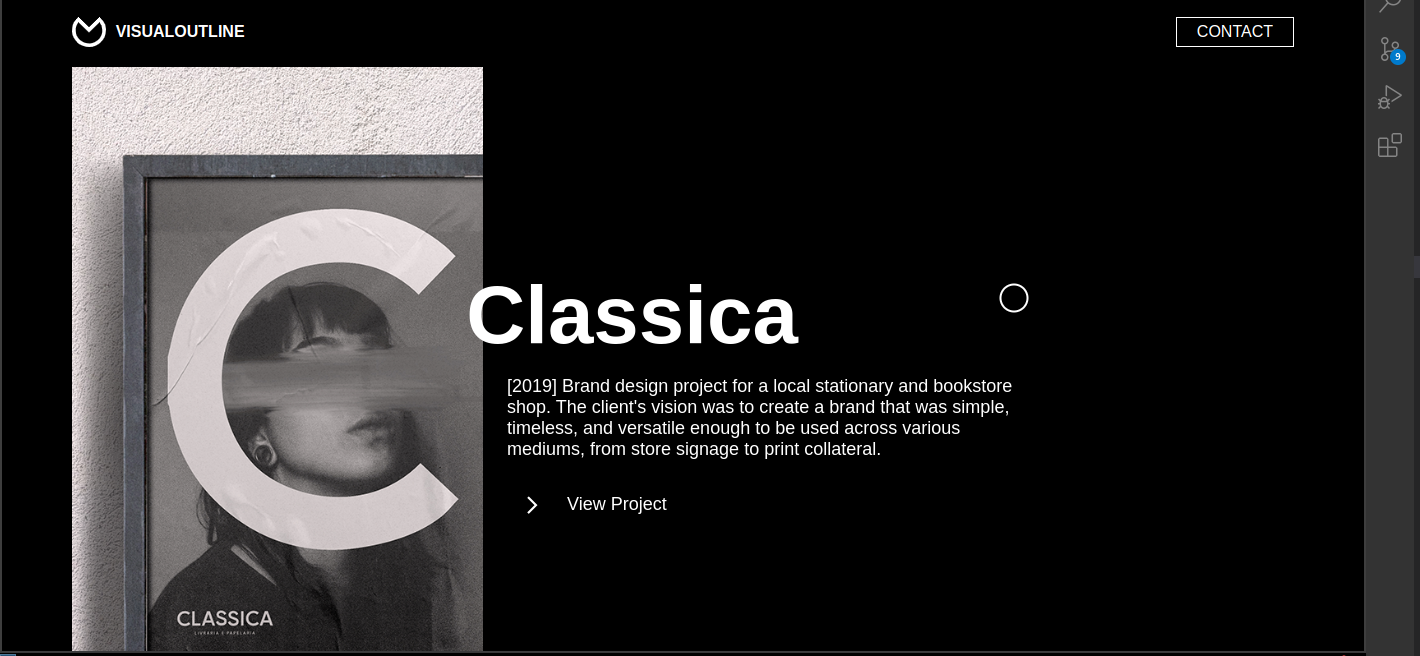 VISUALOUTLINE
CONTACT
9
C
Classica
[2019] Brand design project for a local stationary and bookstore
shop. The client's vision was to create a brand that was simple,
timeless, and versatile enough to be used across various
mediums, from store signage to print collateral.
View Project
CLASSICA
LIVRARIA E PAPELARIA